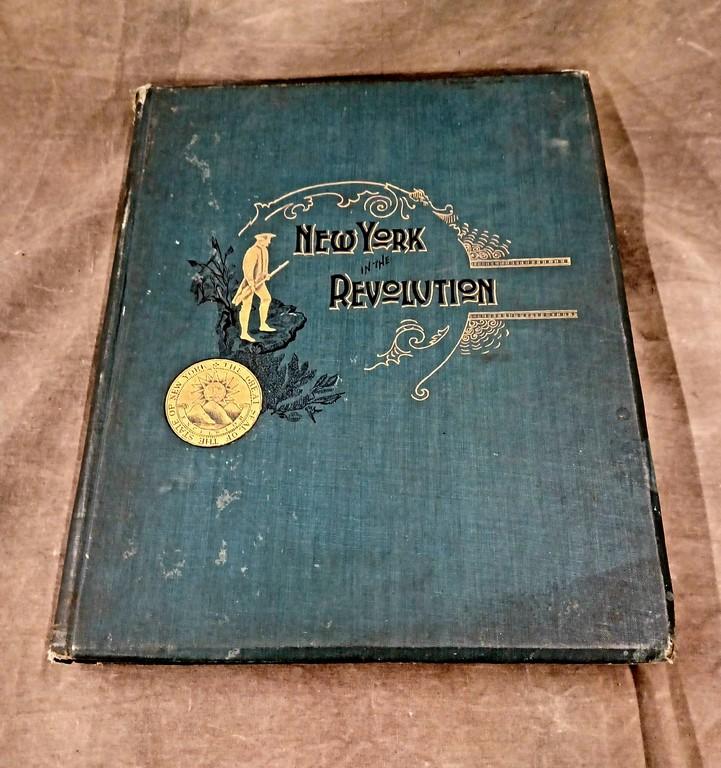 NEW YORK
IN THE
REVOLUTION
THE GREAT SEAL OF THE STATE OF NEW YORK